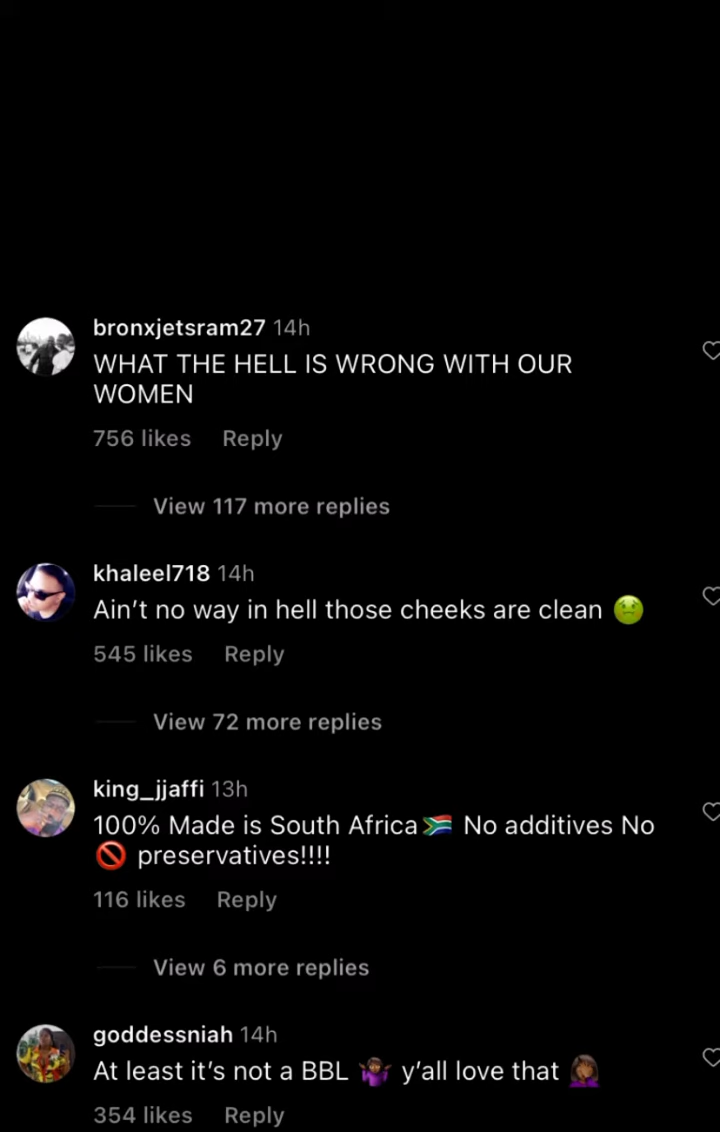 bronxjetsram27 14h
WHAT THE HELL IS WRONG WITH OUR
WOMEN
756 likes Reply
View 117 more replies
khaleel718 14h
Ain't no way in hell those cheeks are clean 🤢
545 likes Reply
View 72 more replies
king_jjaffi 13h
100% Made is South Africa🇿🇦 No additives No
🚫 preservatives!!!!
116 likes Reply
View 6 more replies
goddessniah 14h
At least it's not a BBL 🤷🏾‍♀️ y'all love that 🤦🏾‍♀️
354 likes Reply